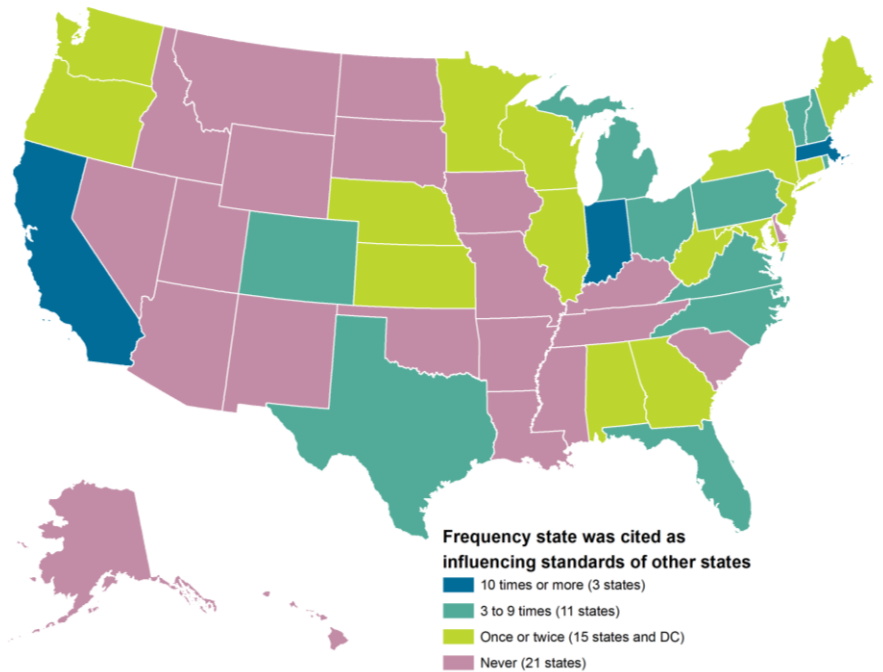 Frequency state was cited as
influencing standards of other states
10 times or more (3 states)
3 to 9 times (11 states)
Once or twice (15 states and DC)
Never (21 states)